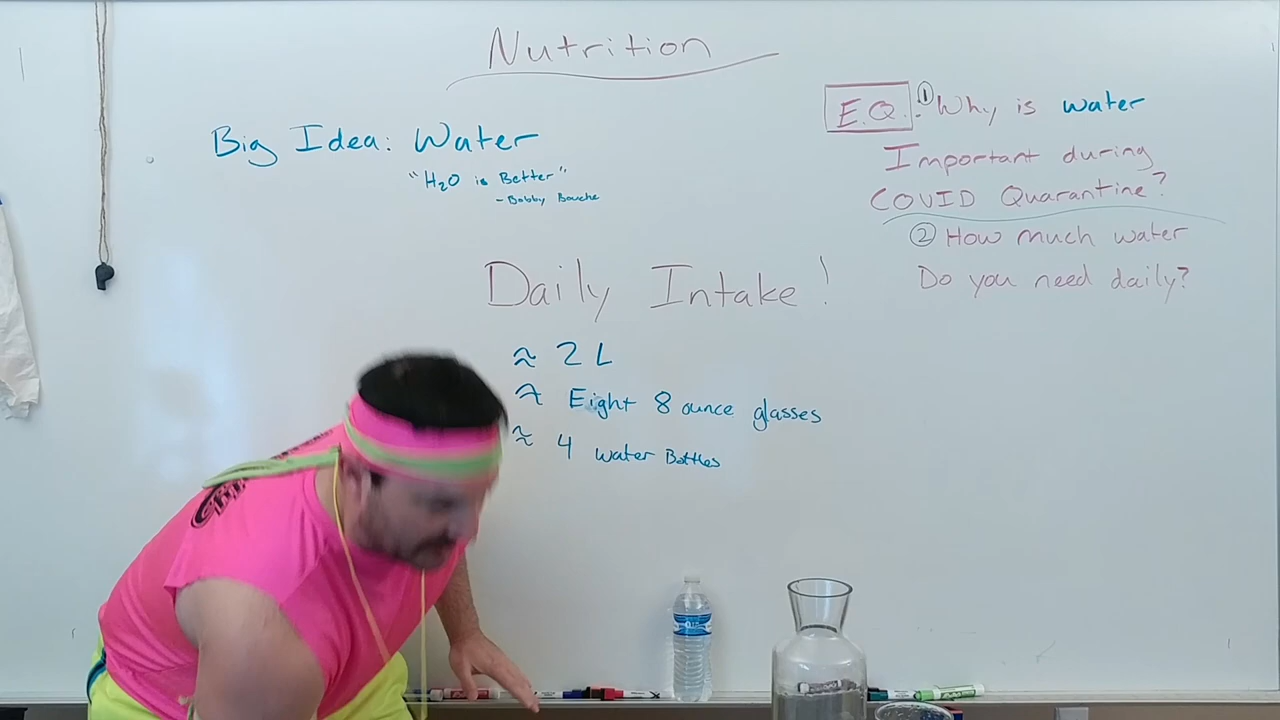 Nutrition
Big Idea: Water
"H₂O is Better"
- Bobby Bouche
E.Q.: ① Why is water
Important during
COVID Quarantine?
② How much water
Do you need daily?
Daily Intake!
≈ 2 L
≈ Eight 8 ounce glasses
≈ 4 water Bottles